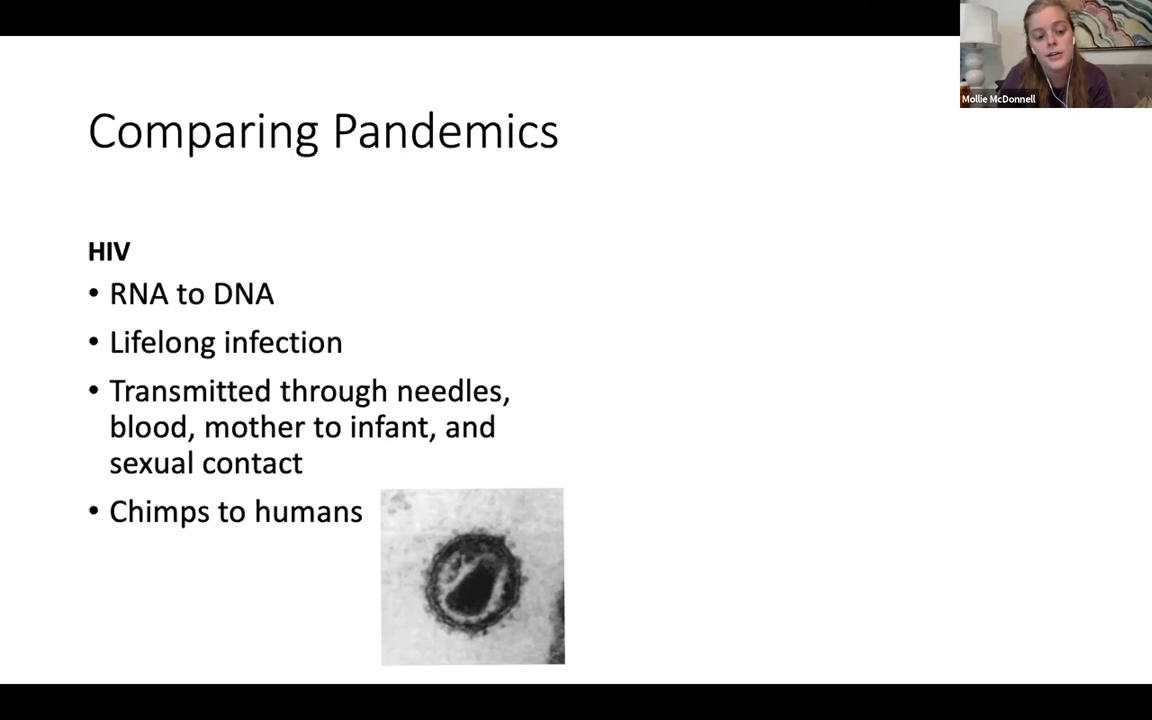 Mollie McDonnell
Comparing Pandemics
HIV
• RNA to DNA
• Lifelong infection
• Transmitted through needles,
blood, mother to infant, and
sexual contact
• Chimps to humans